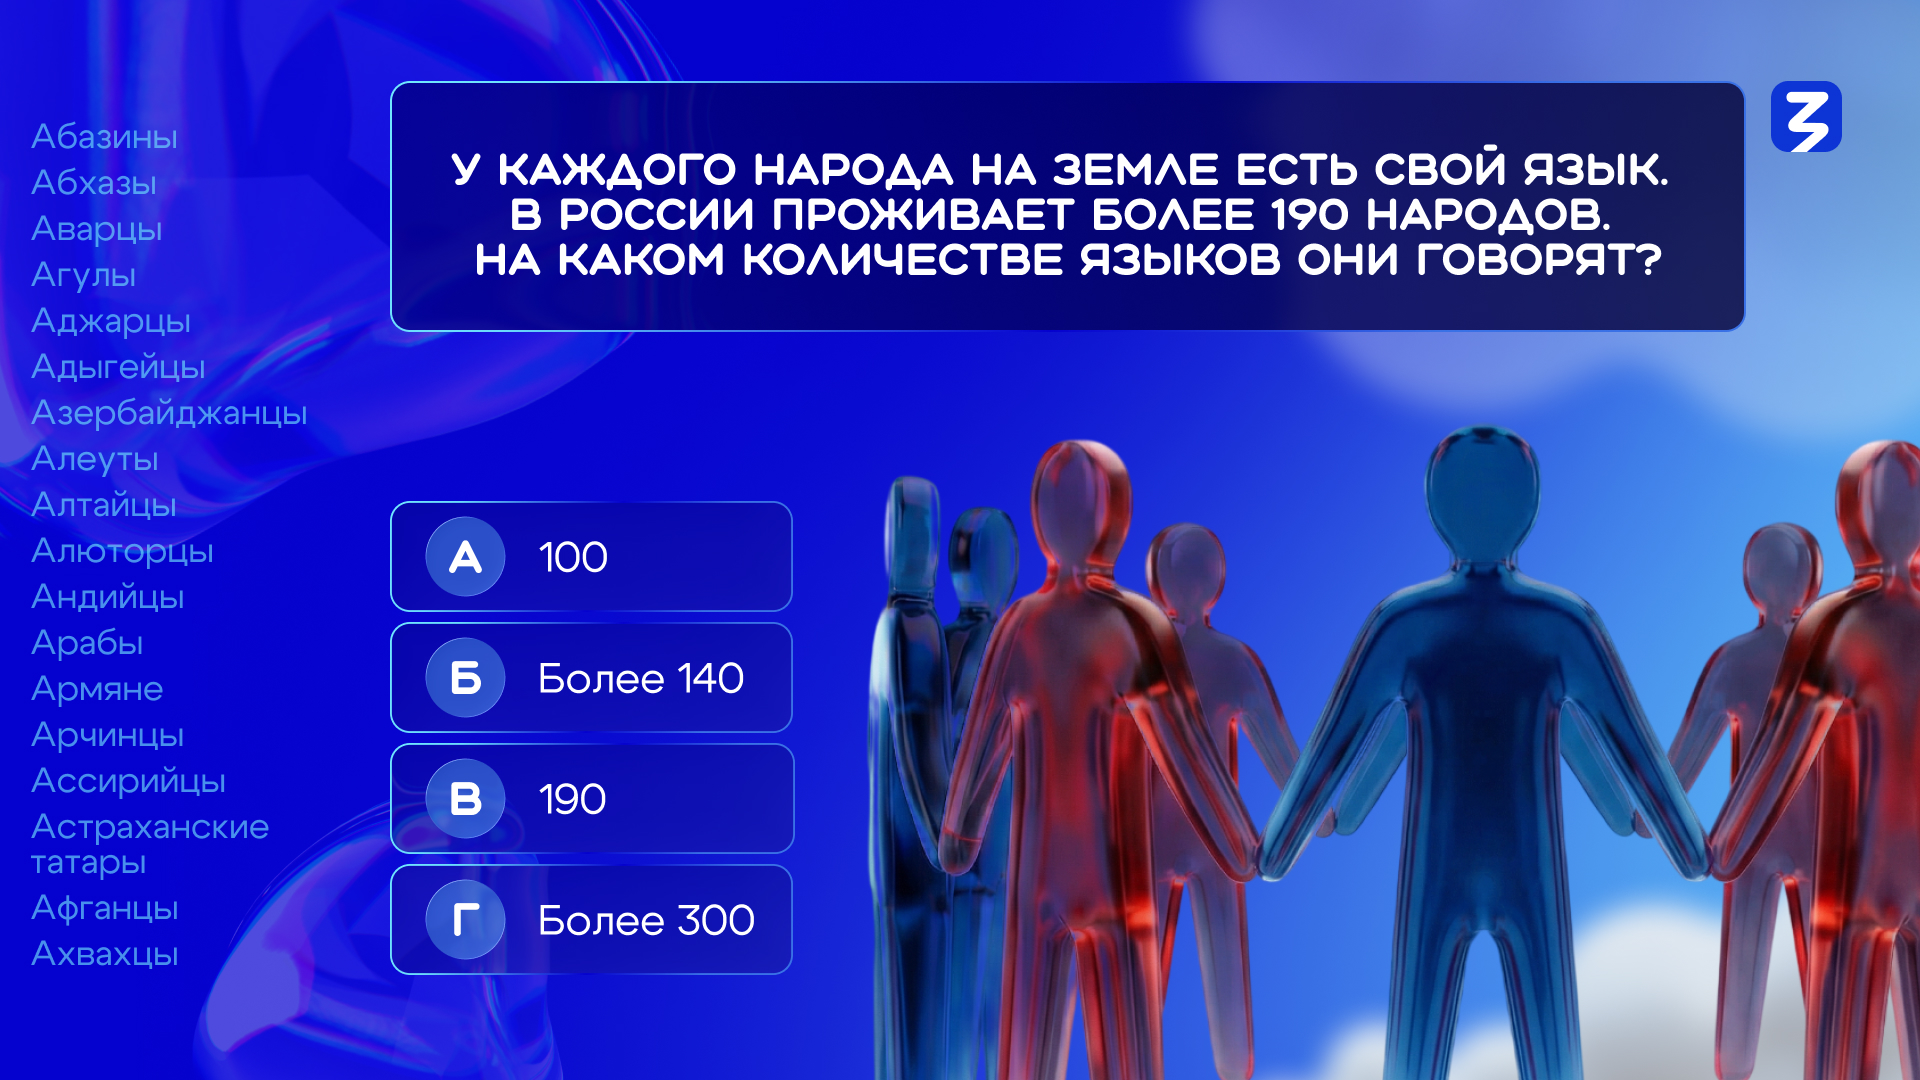 У КАЖДОГО НАРОДА НА ЗЕМЛЕ ЕСТЬ СВОЙ ЯЗЫК.
В РОССИИ ПРОЖИВАЕТ БОЛЕЕ 190 НАРОДОВ.
НА КАКОМ КОЛИЧЕСТВЕ ЯЗЫКОВ ОНИ ГОВОРЯТ?
Абазины
Абхазы
Аварцы
Агулы
Аджарцы
Адыгейцы
Азербайджанцы
Алеуты
Алтайцы
Алюторцы
Андийцы
Арабы
Армяне
Арчинцы
Ассирийцы
Астраханские
татары
Афганцы
Ахвахцы
А 100
Б Более 140
В 190
Г Более 300